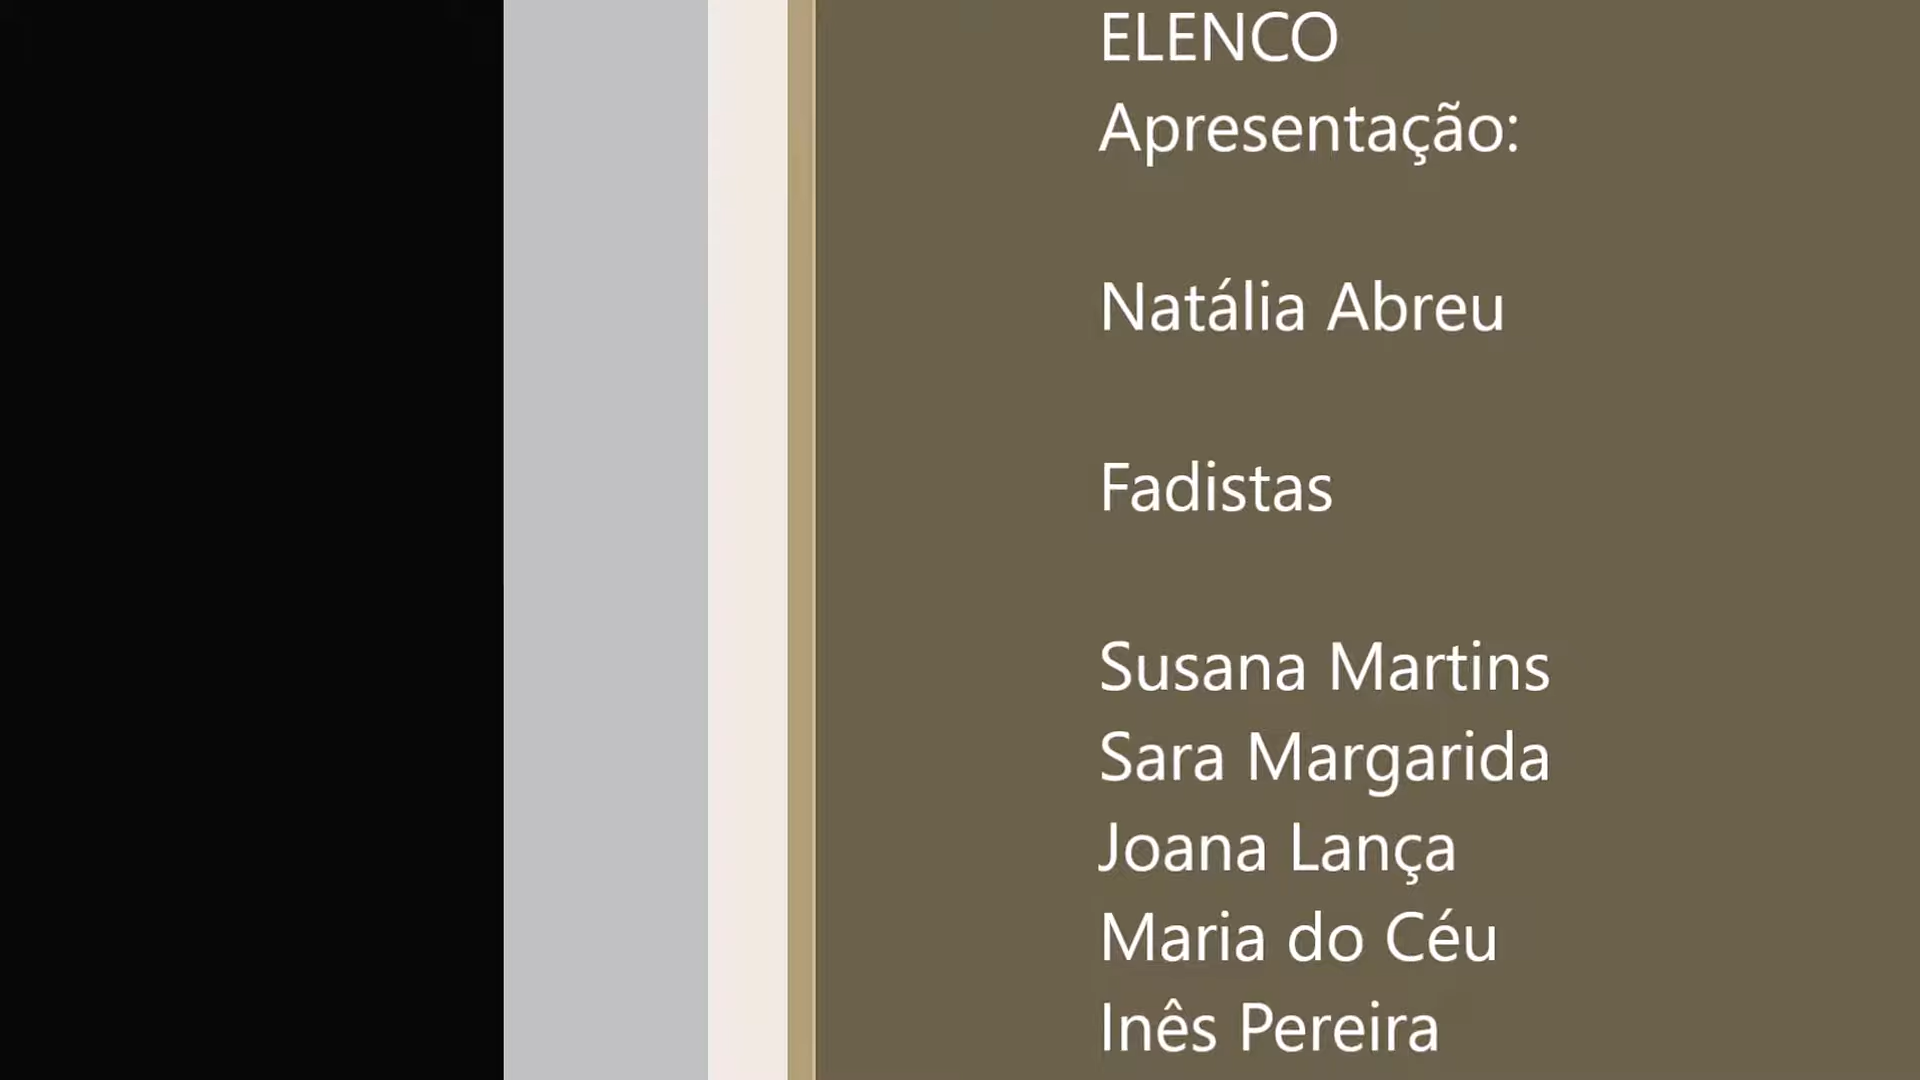 ELENCO
Apresentação:
Natália Abreu
Fadistas
Susana Martins
Sara Margarida
Joana Lança
Maria do Céu
Inês Pereira